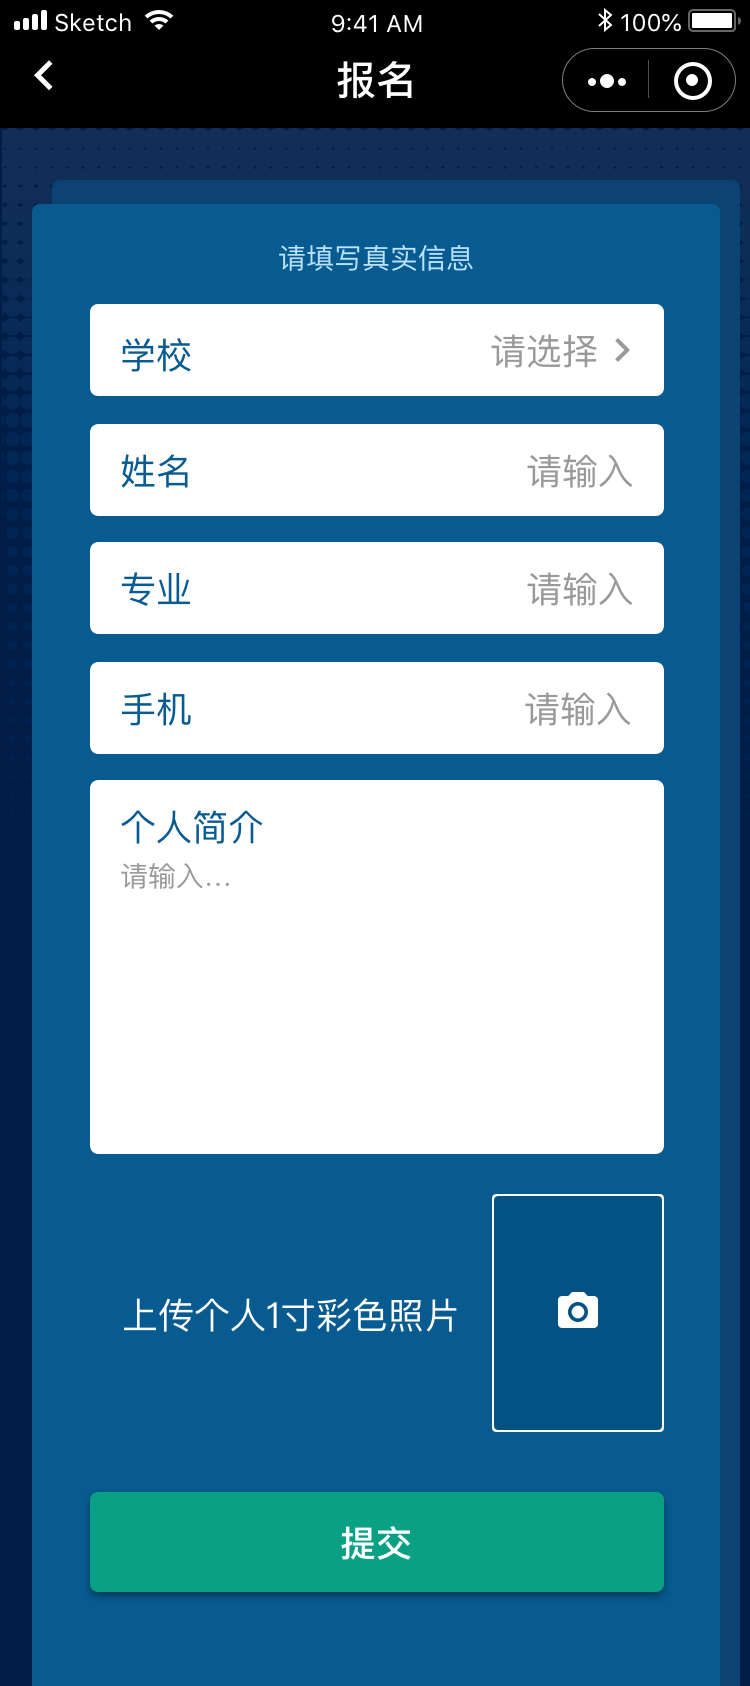 Sketch 9:41 AM 100%
报名
请填写真实信息
学校 请选择
姓名 请输入
专业 请输入
手机 请输入
个人简介
请输入...
上传个人1寸彩色照片
提交